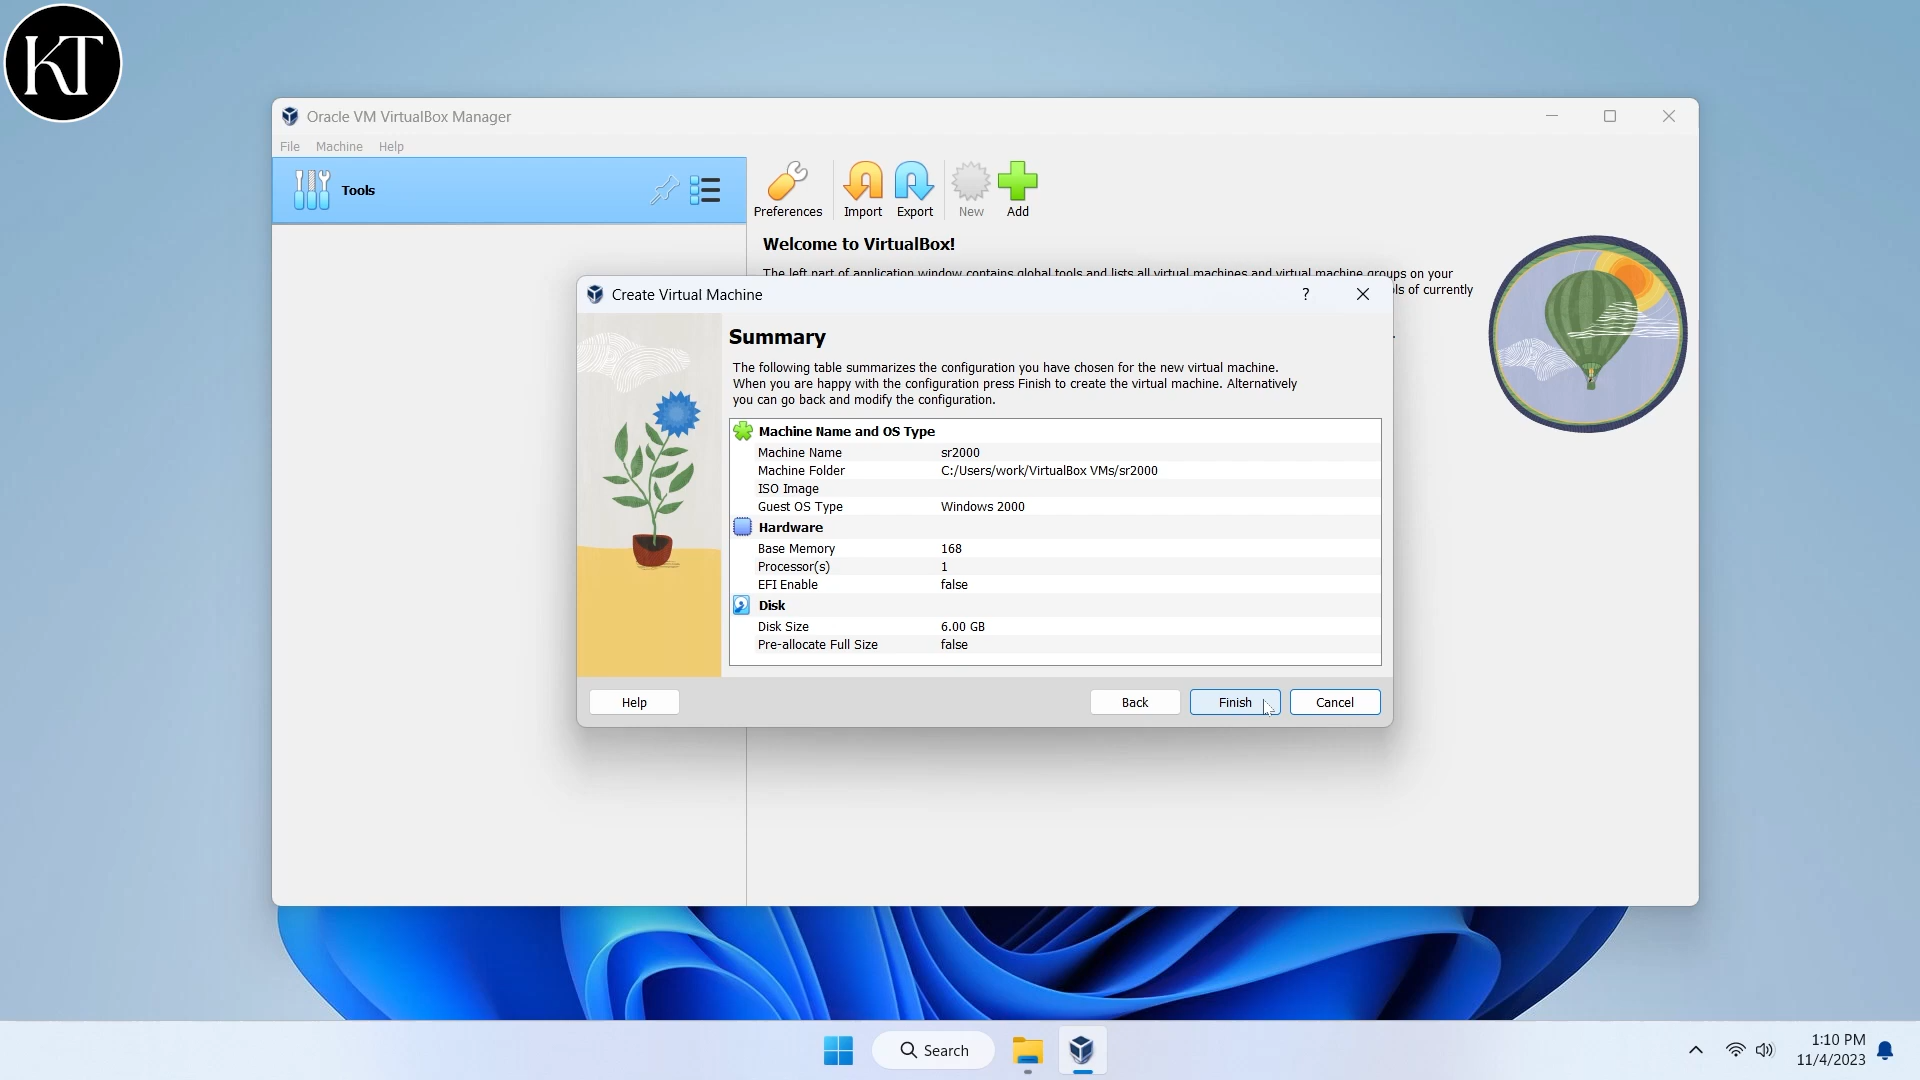 KT
Oracle VM VirtualBox Manager
File Machine Help
Tools
Preferences Import Export New Add
Welcome to VirtualBox!
The left part of application window contains global tools and lists all virtual machines and virtual machine groups on your
ls of currently
Create Virtual Machine
?
Summary
The following table summarizes the configuration you have chosen for the new virtual machine.
When you are happy with the configuration press Finish to create the virtual machine. Alternatively
you can go back and modify the configuration.
Machine Name and OS Type
Machine Name sr2000
Machine Folder C:/Users/work/VirtualBox VMs/sr2000
ISO Image
Guest OS Type Windows 2000
Hardware
Base Memory 168
Processor(s) 1
EFI Enable false
Disk
Disk Size 6.00 GB
Pre-allocate Full Size false
Help Back Finish Cancel
Search
1:10 PM
11/4/2023